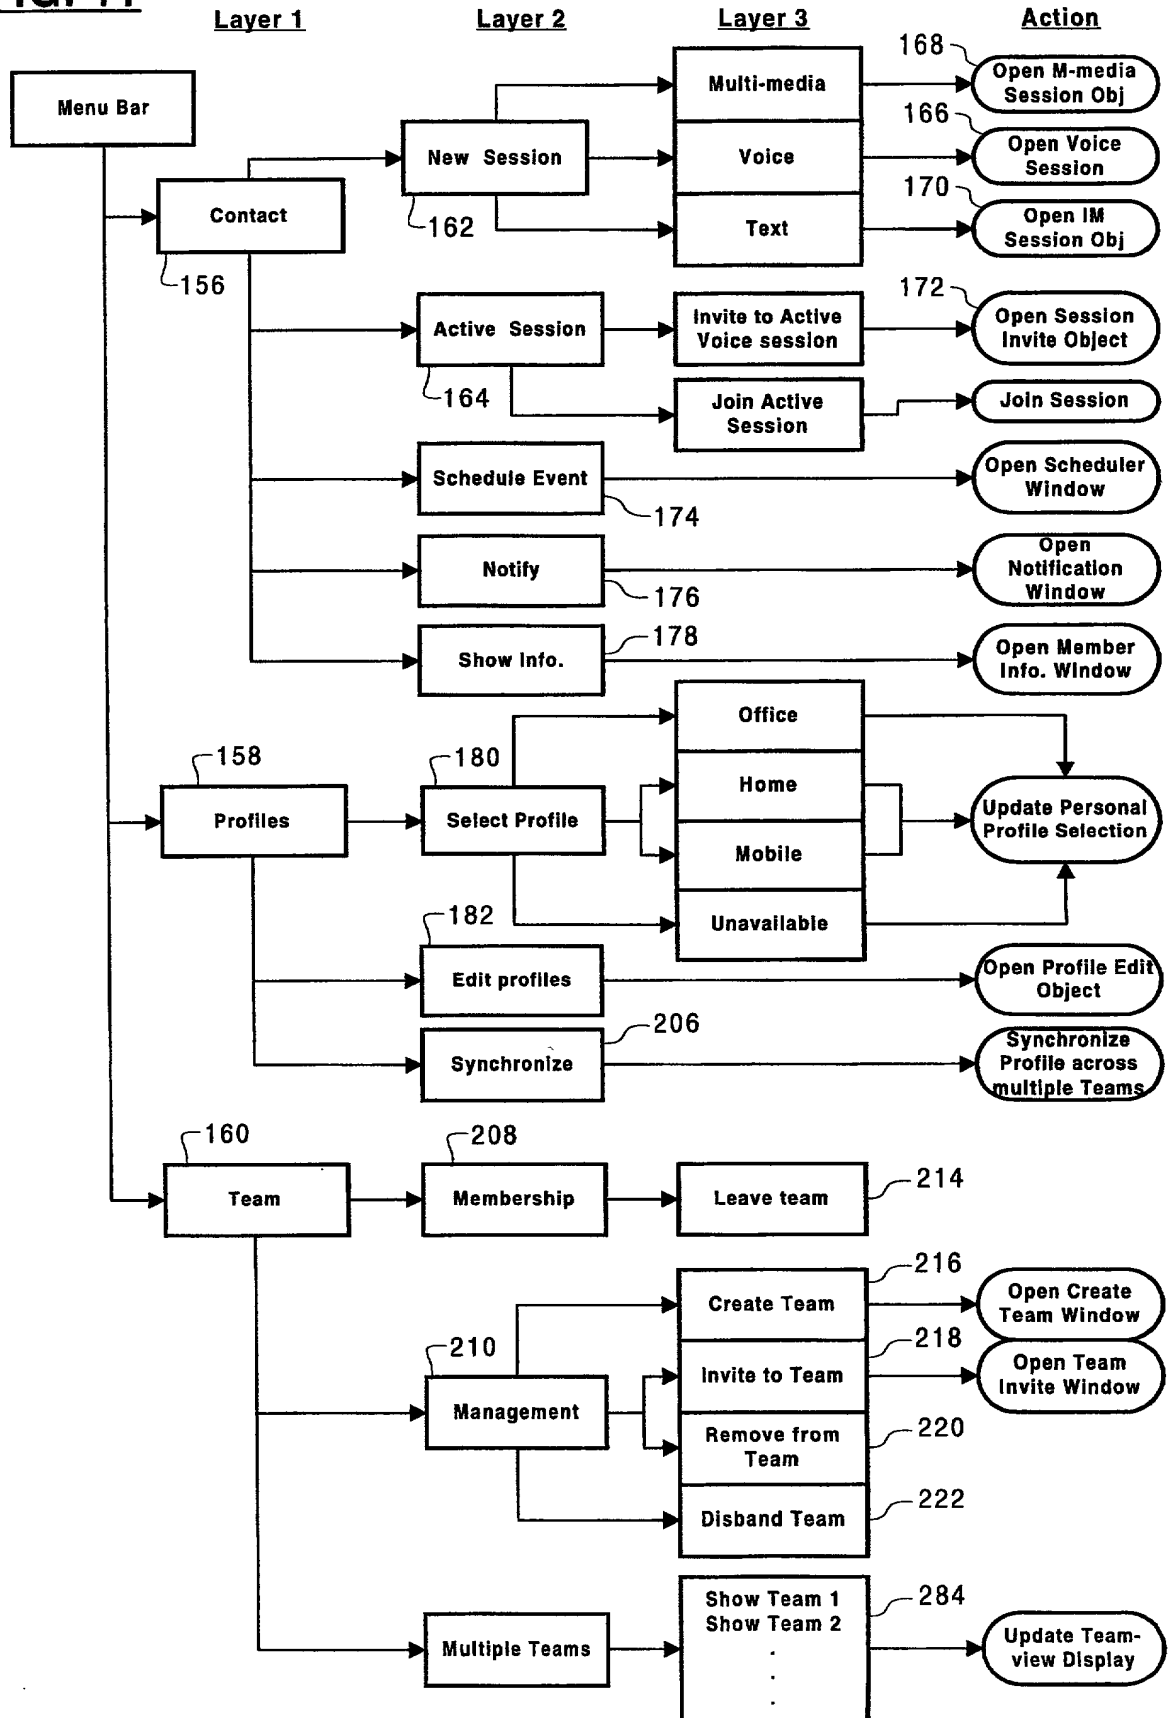 Layer 1
Layer 2
Layer 3
Action
Menu Bar
Contact
156
New Session
162
Multi-media
Voice
Text
168
Open M-media
Session Obj
166
Open Voice
Session
170
Open IM
Session Obj
Active Session
164
Invite to Active
Voice session
172
Open Session
Invite Object
Join Active
Session
Join Session
Schedule Event
174
Open Scheduler
Window
Notify
176
Open
Notification
Window
Show Info.
178
Open Member
Info. Window
158
Profiles
180
Select Profile
Office
Home
Mobile
Unavailable
Update Personal
Profile Selection
182
Edit profiles
Open Profile Edit
Object
206
Synchronize
Synchronize
Profile across
multiple Teams
160
Team
208
Membership
Leave team
214
210
Management
216
Create Team
Open Create
Team Window
218
Invite to Team
Open Team
Invite Window
Remove from
Team
220
Disband Team
222
Multiple Teams
Show Team 1
Show Team 2
.
.
.
284
Update Team-
view Display